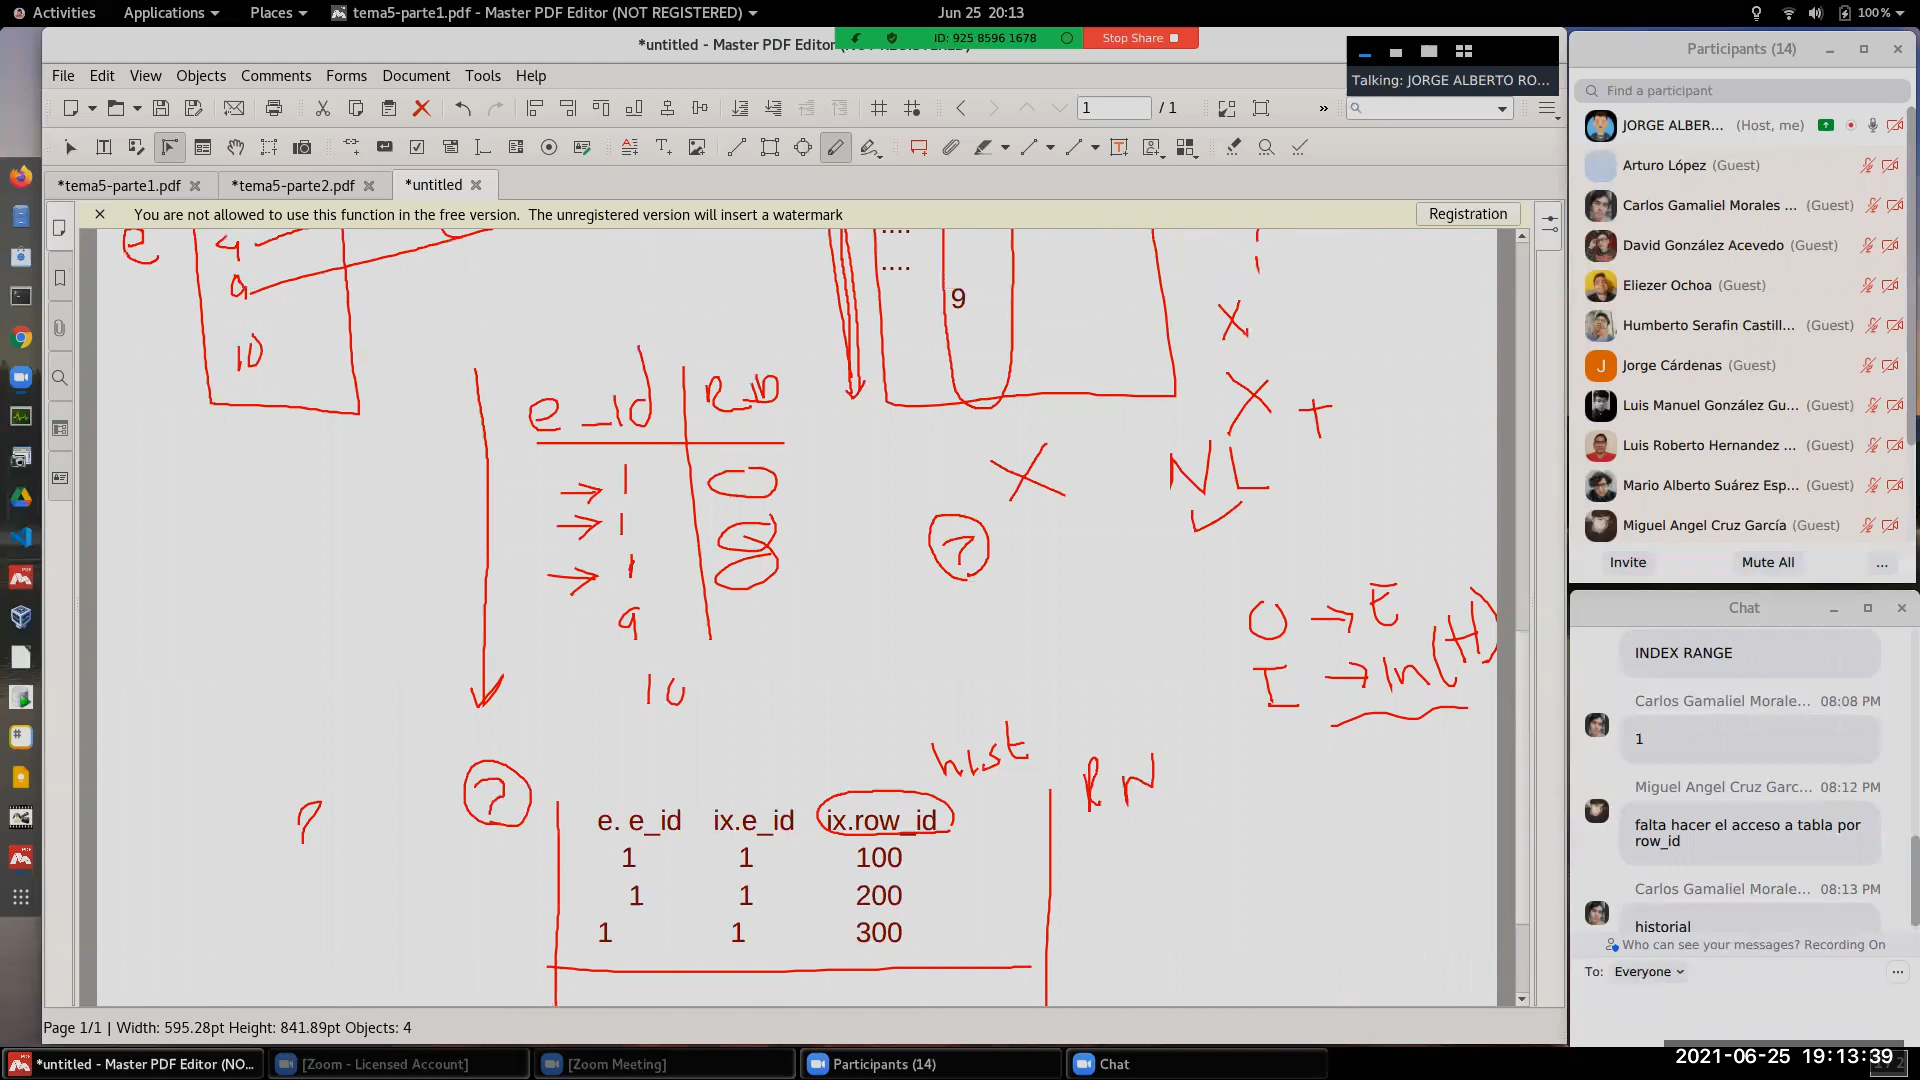 Activities Applications Places tema5-parte1.pdf - Master PDF Editor (NOT REGISTERED) Jun 25 20:13 100%
*untitled - Master PDF Editor
ID: 925 8596 1678 Stop Share
Talking: JORGE ALBERTO RO...
File Edit View Objects Comments Forms Document Tools Help
1 / 1
*tema5-parte1.pdf *tema5-parte2.pdf *untitled
You are not allowed to use this function in the free version. The unregistered version will insert a watermark Registration
e 4
....
....
9
9
10
X
X +
e_id R_ID
1
1
1
9
10
X
NL
?
O → E
I → In(H)
hist
R N
?
?
e. e_id ix.e_id ix.row_id
1 1 100
1 1 200
1 1 300
Page 1/1 | Width: 595.28pt Height: 841.89pt Objects: 4
Participants (14)
Find a participant
JORGE ALBER... (Host, me)
Arturo López (Guest)
Carlos Gamaliel Morales ... (Guest)
David González Acevedo (Guest)
Eliezer Ochoa (Guest)
Humberto Serafin Castill... (Guest)
J Jorge Cárdenas (Guest)
Luis Manuel González Gu... (Guest)
Luis Roberto Hernandez ... (Guest)
Mario Alberto Suárez Esp... (Guest)
Miguel Angel Cruz García (Guest)
Invite Mute All ...
Chat
INDEX RANGE
Carlos Gamaliel Morale... 08:08 PM
1
Miguel Angel Cruz Garc... 08:12 PM
falta hacer el acceso a tabla por
row_id
Carlos Gamaliel Morale... 08:13 PM
historial
Who can see your messages? Recording On
To: Everyone
*untitled - Master PDF Editor (NO... [Zoom - Licensed Account] [Zoom Meeting] Participants (14) Chat
2021-06-25 19:13:39